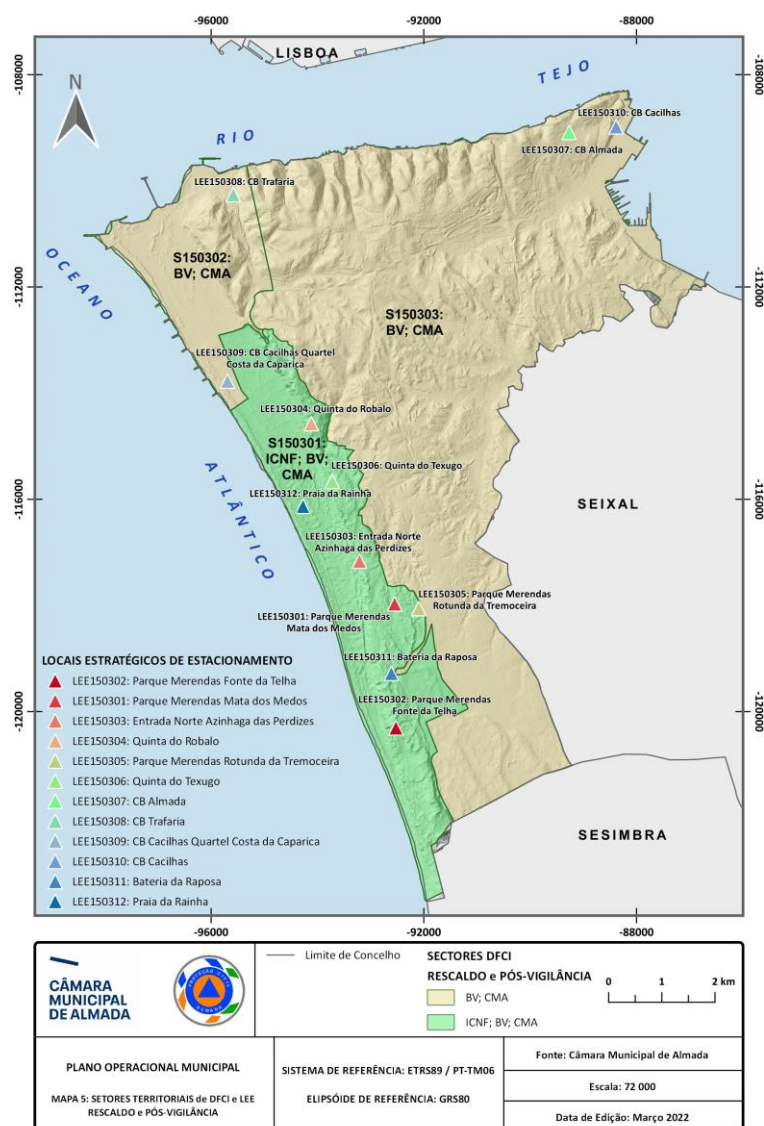 -96000
-92000
-88000
LISBOA
-108000
-108000
N
TEJO
RIO
LEE150310: CB Cacilhas
LEE150307: CB Almada
LEE150308: CB Trafaria
S150302:
BV; CMA
OCEANO
-112000
-112000
S150303:
BV; CMA
LEE150309: CB Cacilhas Quartel
Costa da Caparica
LEE150304: Quinta do Robalo
S150301:
ICNF; BV;
CMA
LEE150306: Quinta do Texugo
ATLÂNTICO
LEE150312: Praia da Rainha
-116000
-116000
SEIXAL
LEE150303: Entrada Norte
Azinhaga das Perdizes
LEE150305: Parque Merendas
Rotunda da Tremoceira
LEE150301: Parque Merendas
Mata dos Medos
LEE150311: Bateria da Raposa
LEE150302: Parque Merendas
Fonte da Telha
-120000
-120000
SESIMBRA
LOCAIS ESTRATÉGICOS DE ESTACIONAMENTO
LEE150302: Parque Merendas Fonte da Telha
LEE150301: Parque Merendas Mata dos Medos
LEE150303: Entrada Norte Azinhaga das Perdizes
LEE150304: Quinta do Robalo
LEE150305: Parque Merendas Rotunda da Tremoceira
LEE150306: Quinta do Texugo
LEE150307: CB Almada
LEE150308: CB Trafaria
LEE150309: CB Cacilhas Quartel Costa da Caparica
LEE150310: CB Cacilhas
LEE150311: Bateria da Raposa
LEE150312: Praia da Rainha
-96000
-92000
-88000
CÂMARA
MUNICIPAL
DE ALMADA
PROTEÇÃO CIVIL
ALMADA
Limite de Concelho
SECTORES DFCI
RESCALDO e PÓS-VIGILÂNCIA
BV; CMA
ICNF; BV; CMA
0 1 2 km
PLANO OPERACIONAL MUNICIPAL
MAPA 5: SETORES TERRITORIAIS de DFCI e LEE
RESCALDO e PÓS-VIGILÂNCIA
SISTEMA DE REFERÊNCIA: ETRS89 / PT-TM06
ELIPSÓIDE DE REFERÊNCIA: GRS80
Fonte: Câmara Municipal de Almada
Escala: 72 000
Data de Edição: Março 2022